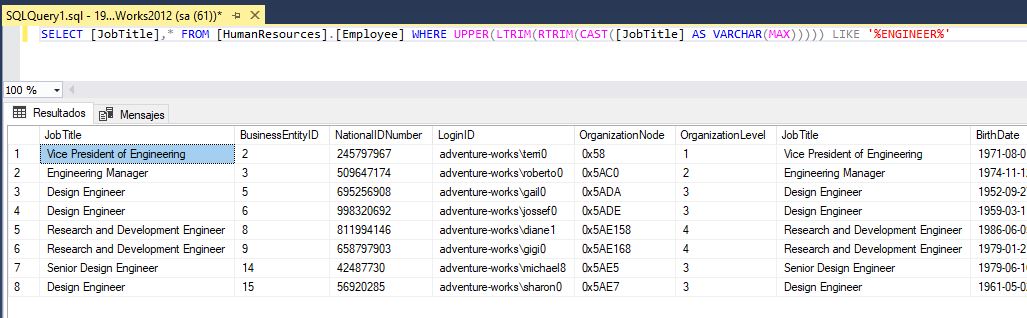 SQLQuery1.sql - 19...Works2012 (sa (61))*
SELECT [JobTitle],* FROM [HumanResources].[Employee] WHERE UPPER(LTRIM(RTRIM(CAST([JobTitle] AS VARCHAR(MAX))))) LIKE '%ENGINEER%'
100 %
Resultados Mensajes
JobTitle BusinessEntityID NationalIDNumber LoginID OrganizationNode OrganizationLevel JobTitle BirthDate
1 Vice President of Engineering 2 245797967 adventure-works\terri0 0x58 1 Vice President of Engineering 1971-08-0
2 Engineering Manager 3 509647174 adventure-works\roberto0 0x5AC0 2 Engineering Manager 1974-11-1
3 Design Engineer 5 695256908 adventure-works\gail0 0x5ADA 3 Design Engineer 1952-09-2
4 Design Engineer 6 998320692 adventure-works\jossef0 0x5ADE 3 Design Engineer 1959-03-1
5 Research and Development Engineer 8 811994146 adventure-works\diane1 0x5AE158 4 Research and Development Engineer 1986-06-0
6 Research and Development Engineer 9 658797903 adventure-works\gigi0 0x5AE168 4 Research and Development Engineer 1979-01-2
7 Senior Design Engineer 14 42487730 adventure-works\michael8 0x5AE5 3 Senior Design Engineer 1979-06-1
8 Design Engineer 15 56920285 adventure-works\sharon0 0x5AE7 3 Design Engineer 1961-05-0